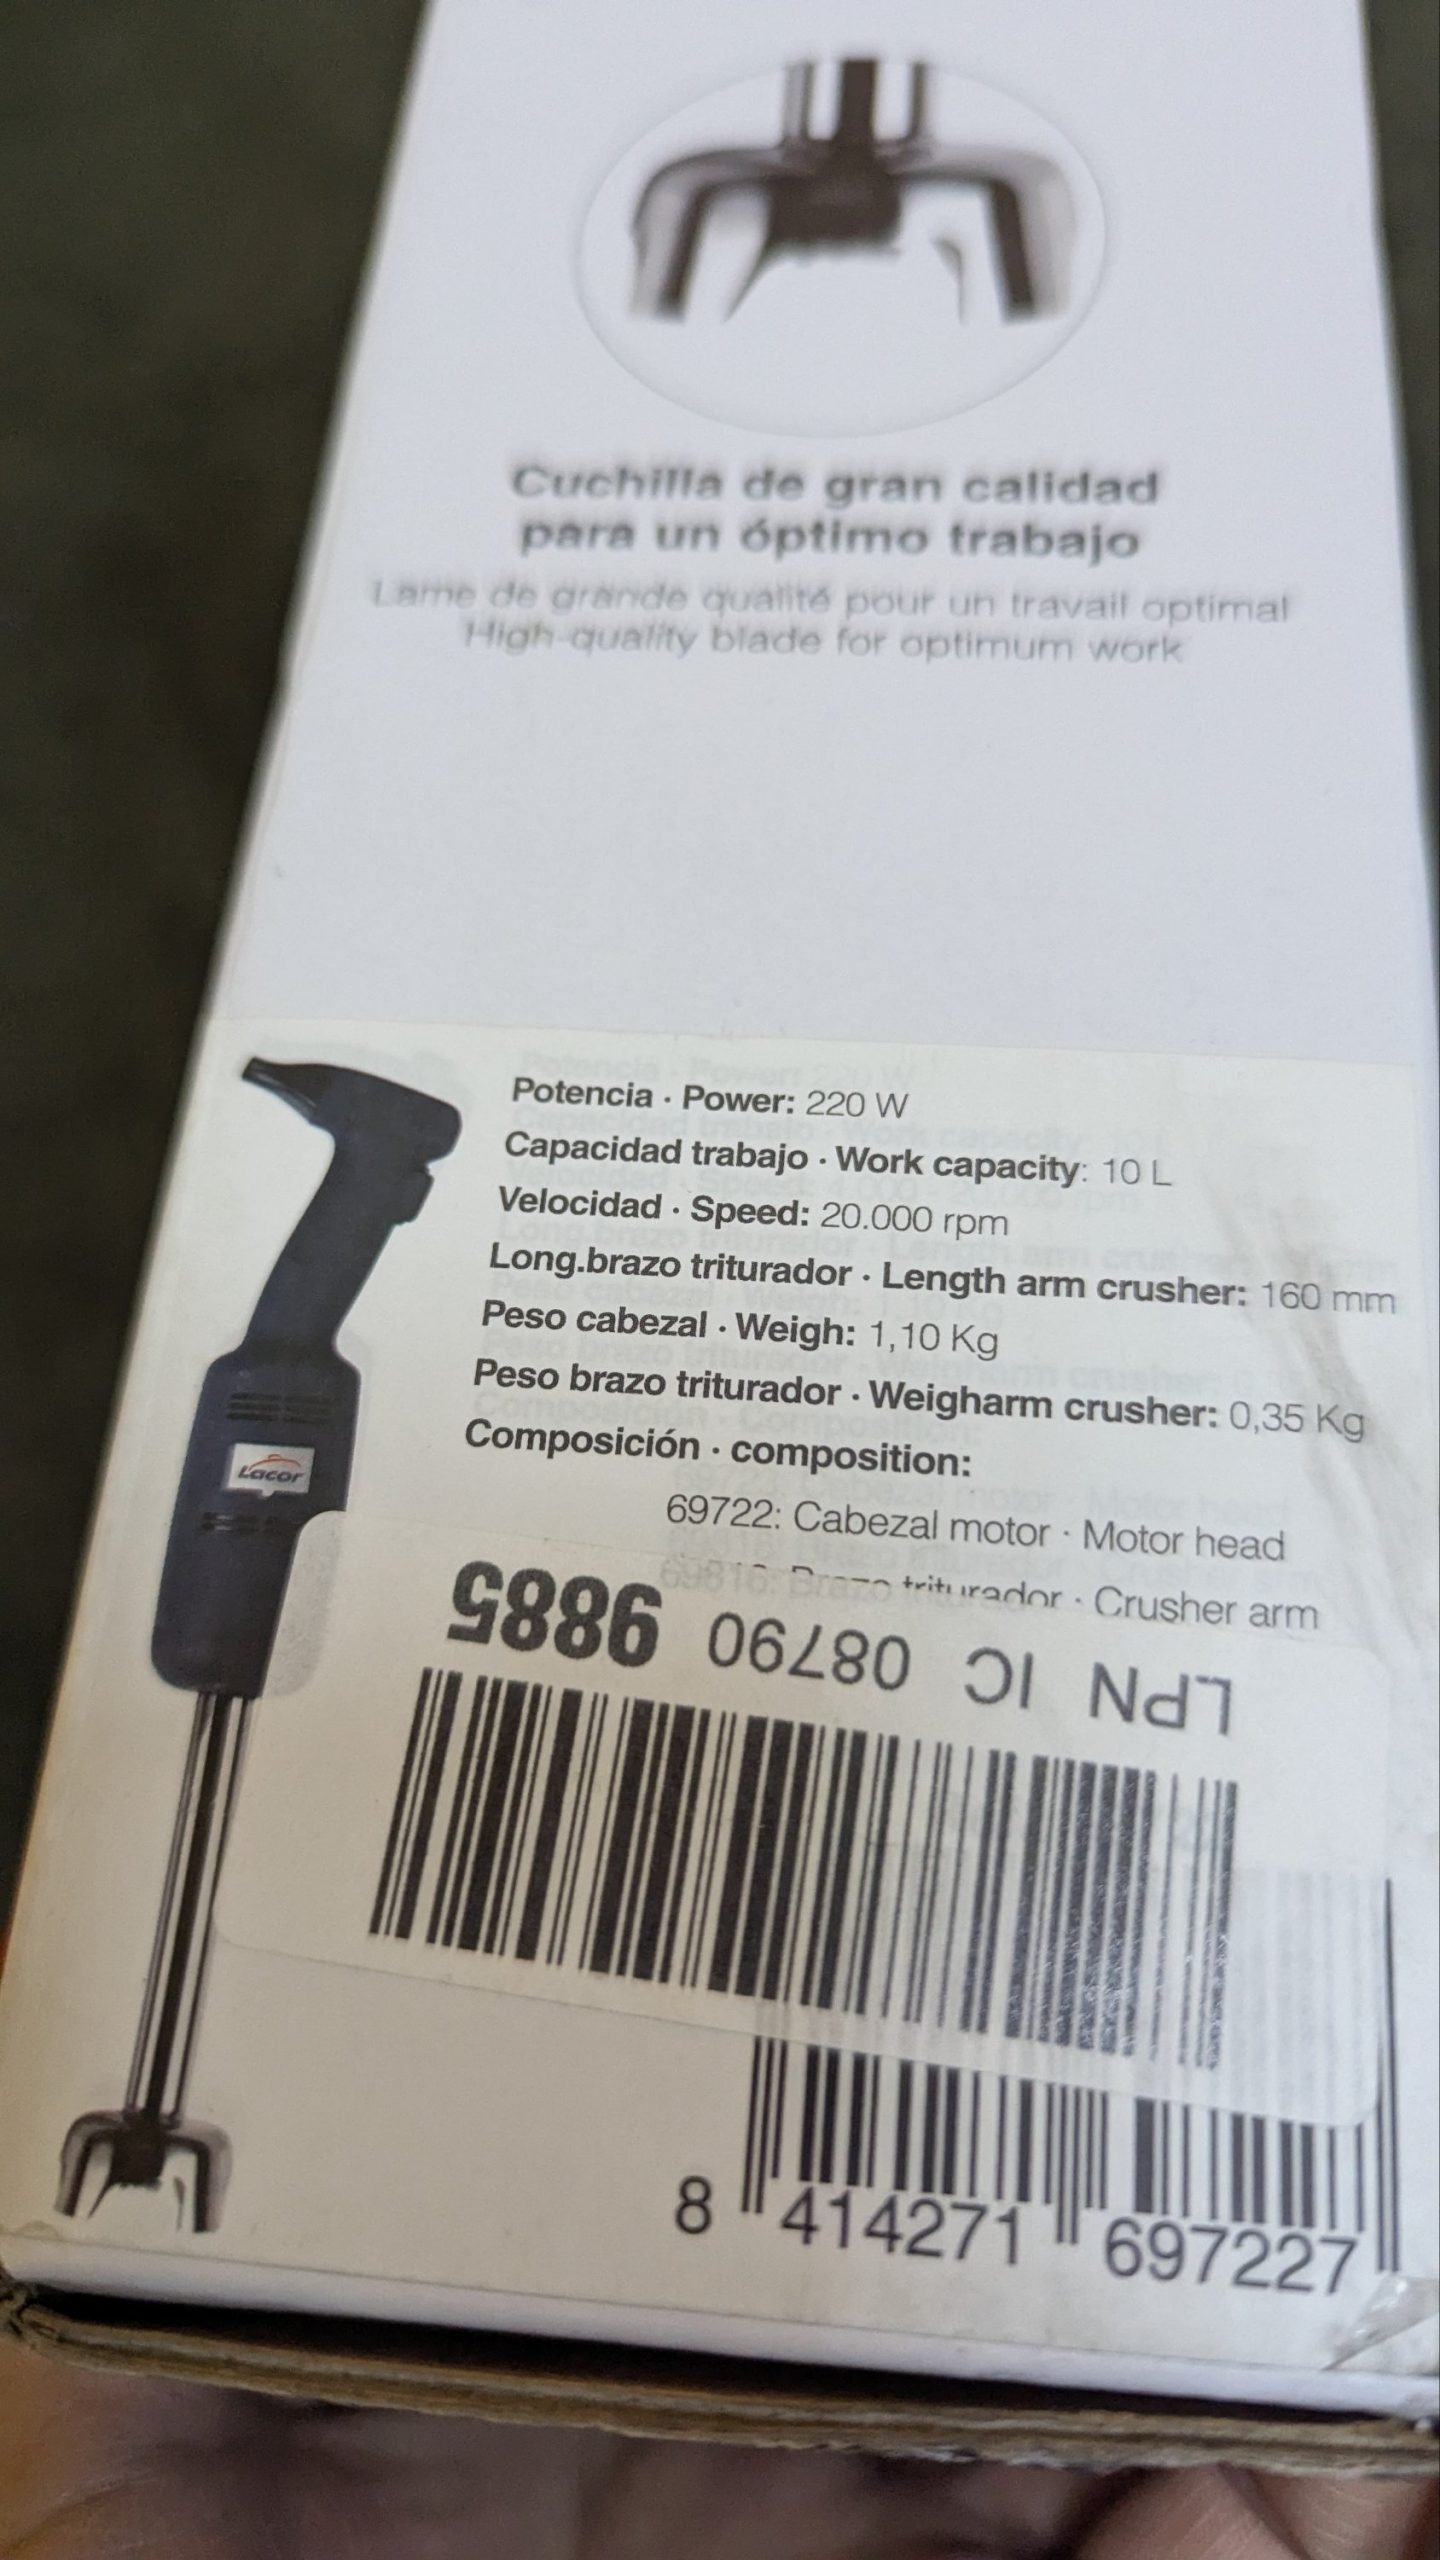 Cuchilla de gran calidad
para un óptimo trabajo
Lame de grande qualité pour un travail optimal
High-quality blade for optimum work
Potencia · Power: 220 W
Capacidad trabajo · Work capacity: 10 L
Velocidad · Speed: 20.000 rpm
Long.brazo triturador · Length arm crusher: 160 mm
Peso cabezal · Weigh: 1,10 Kg
Peso brazo triturador · Weigharm crusher: 0,35 Kg
Composición · composition:
69722: Cabezal motor · Motor head
triturador · Crusher arm
Lacor
LPN IC 08790 9885
8 414271 697227